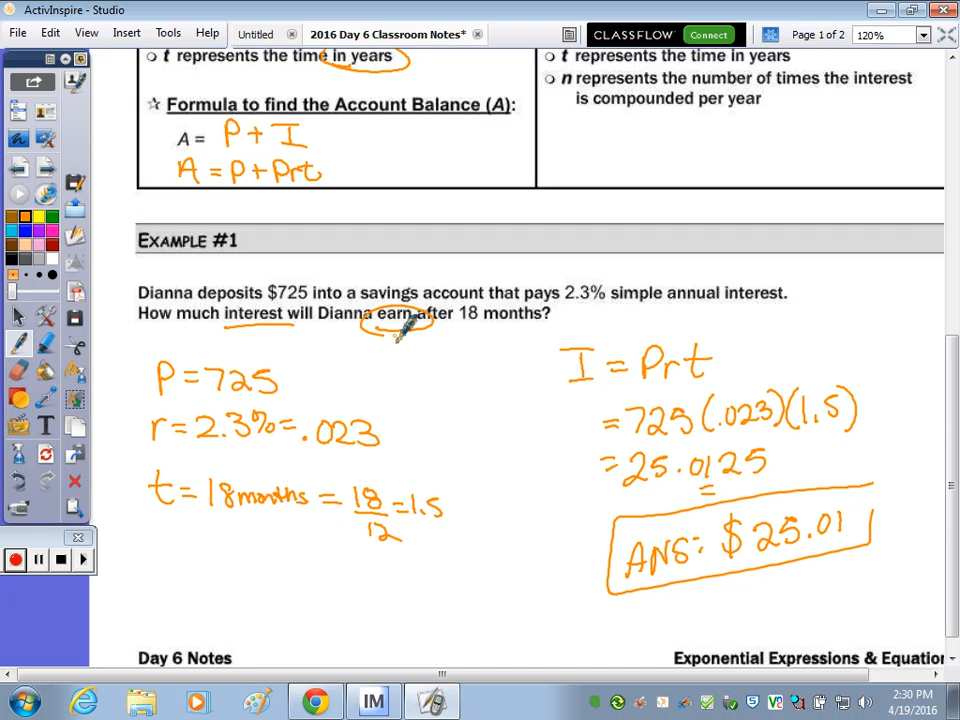 ActivInspire - Studio
File Edit View Insert Tools Help
Untitled
2016 Day 6 Classroom Notes*
CLASSFLOW Connect
Page 1 of 2
120%
t represents the time in years
☆ Formula to find the Account Balance (A):
A = P + I
A = P + Prt
t represents the time in years
n represents the number of times the interest
is compounded per year
EXAMPLE #1
Dianna deposits $725 into a savings account that pays 2.3% simple annual interest.
How much interest will Dianna earn after 18 months?
P = 725
r = 2.3% = .023
t = 18 months = 18/12 = 1.5
I = Prt
= 725 (.023)(1.5)
= 25.0125
ANS: $25.01
Day 6 Notes
Exponential Expressions & Equation
IM
2:30 PM
4/19/2016